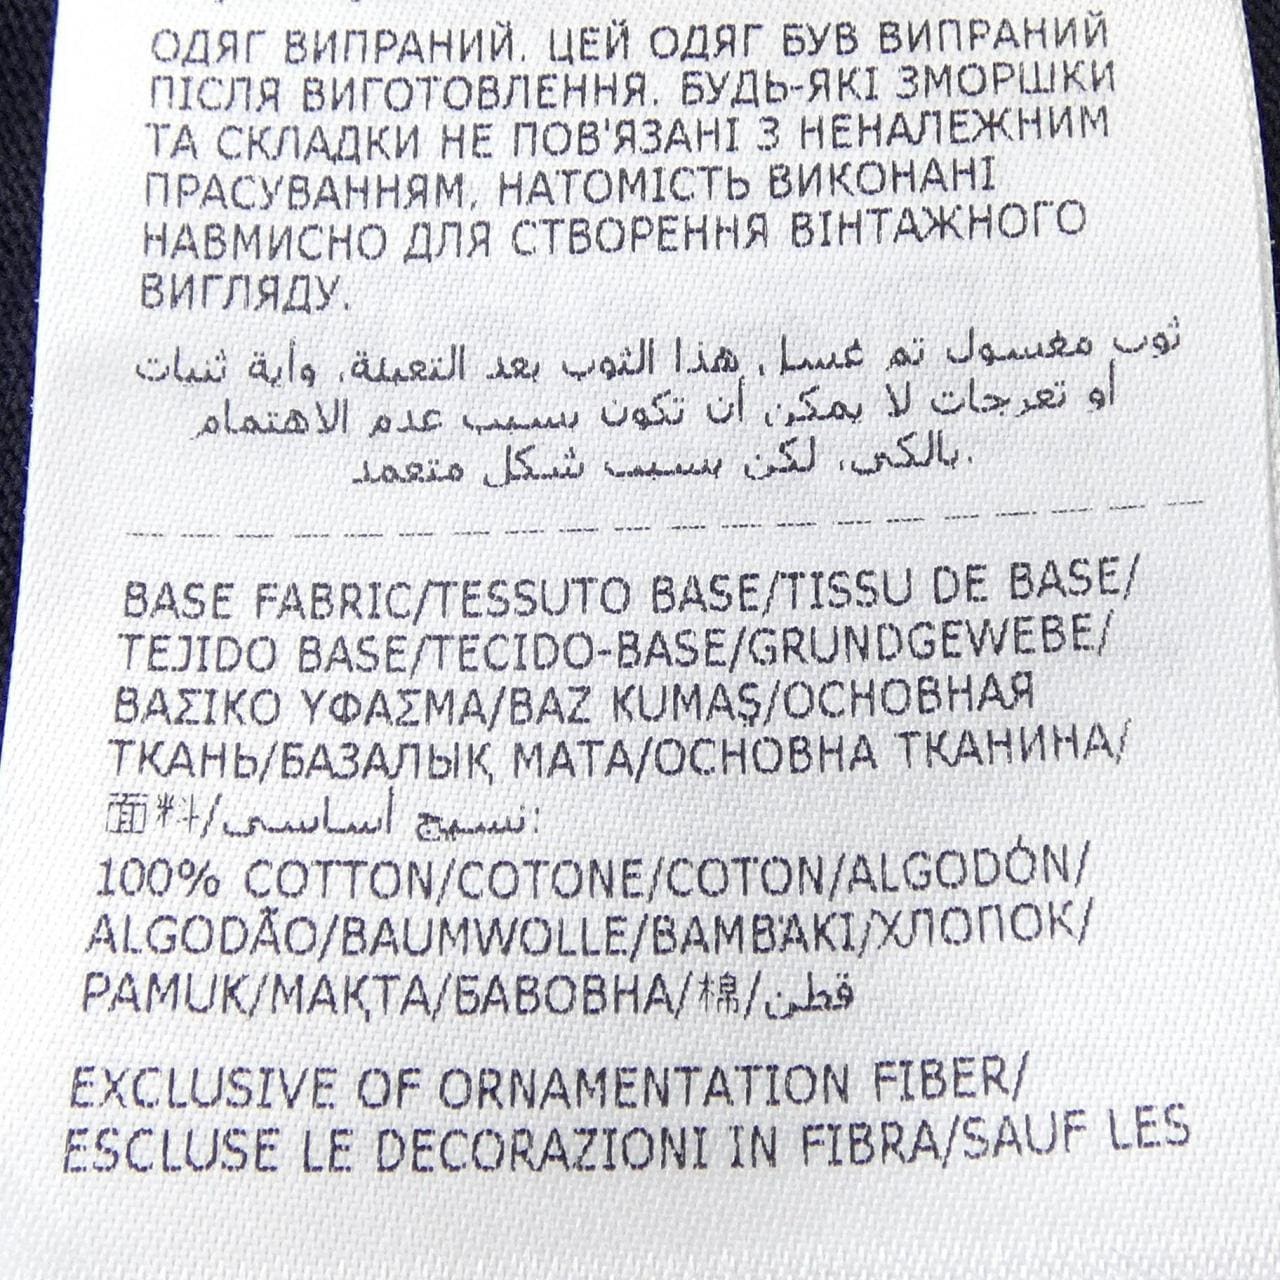 ОДЯГ ВИПРАНИЙ. ЦЕЙ ОДЯГ БУВ ВИПРАНИЙ
ПІСЛЯ ВИГОТОВЛЕННЯ. БУДЬ-ЯКІ ЗМОРШКИ
ТА СКЛАДКИ НЕ ПОВ'ЯЗАНІ З НЕНАЛЕЖНИМ
ПРАСУВАННЯМ, НАТОМІСТЬ ВИКОНАНІ
НАВМИСНО ДЛЯ СТВОРЕННЯ ВІНТАЖНОГО
ВИГЛЯДУ.
ثوب مغسول تم غسل هذا الثوب بعد التعبئة، وأية ثنيات
أو تعرجات لا يمكن أن تكون بسبب عدم الاهتمام
بالكي، لكن بسبب شكل متعمد.
BASE FABRIC/TESSUTO BASE/TISSU DE BASE/
TEJIDO BASE/TECIDO-BASE/GRUNDGEWEBE/
ΒΑΣΙΚΟ ΥΦΑΣΜΑ/BAZ KUMAŞ/ОСНОВНАЯ
ТКАНЬ/БАЗАЛЫҚ МАТА/ОСНОВНА ТКАНИНА/
面料/نسيج أساسي:
100% COTTON/COTONE/COTON/ALGODÓN/
ALGODÃO/BAUMWOLLE/ΒΑΜΒΑΚΙ/ХЛОПОК/
PAMUK/МАҚТА/БАВОВНА/棉/قطن
EXCLUSIVE OF ORNAMENTATION FIBER/
ESCLUSE LE DECORAZIONI IN FIBRA/SAUF LES